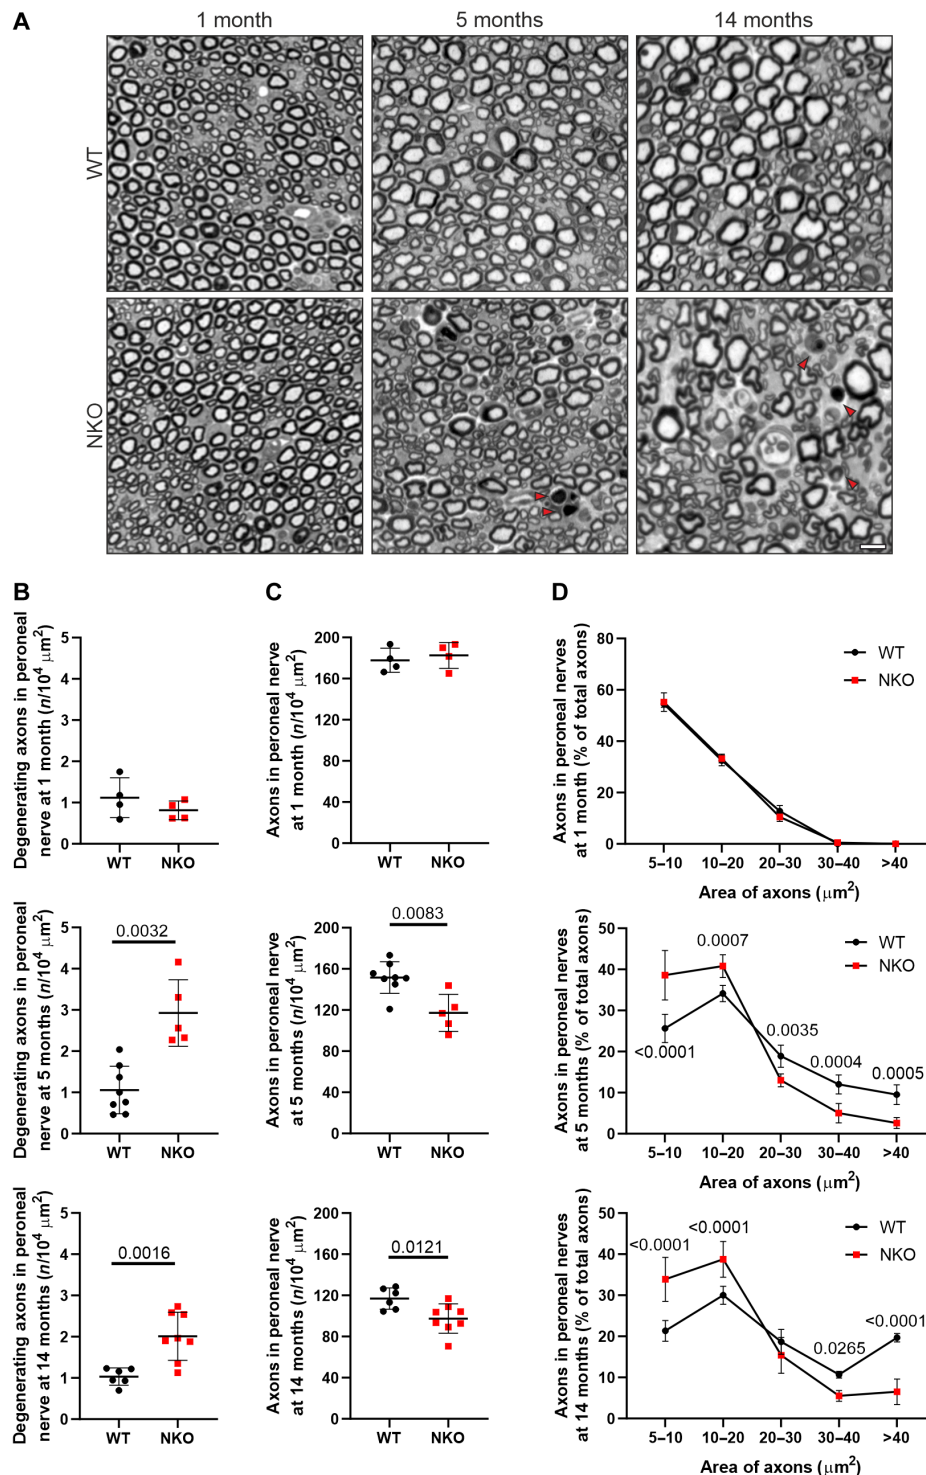 A
1 month
5 months
14 months
WT
NKO
B
Degenerating axons in peroneal
nerve at 1 month (n/10⁴ μm²)
5
4
3
2
1
0
WT
NKO
C
Axons in peroneal nerve
at 1 month (n/10⁴ μm²)
200
160
120
80
40
0
WT
NKO
D
Axons in peroneal nerves
at 1 month (% of total axons)
80
60
40
20
0
WT
NKO
5–10
10–20
20–30
30–40
>40
Area of axons (μm²)
Degenerating axons in peroneal
nerve at 5 months (n/10⁴ μm²)
5
4
3
2
1
0
0.0032
WT
NKO
Axons in peroneal nerve
at 5 months (n/10⁴ μm²)
200
160
120
80
40
0
0.0083
WT
NKO
Axons in peroneal nerves
at 5 months (% of total axons)
50
40
30
20
10
0
<0.0001
0.0007
0.0035
0.0004
0.0005
WT
NKO
5–10
10–20
20–30
30–40
>40
Area of axons (μm²)
Degenerating axons in peroneal
nerve at 14 months (n/10⁴ μm²)
5
4
3
2
1
0
0.0016
WT
NKO
Axons in peroneal nerve
at 14 months (n/10⁴ μm²)
200
160
120
80
40
0
0.0121
WT
NKO
Axons in peroneal nerves
at 14 months (% of total axons)
50
40
30
20
10
0
<0.0001
<0.0001
0.0265
<0.0001
WT
NKO
5–10
10–20
20–30
30–40
>40
Area of axons (μm²)